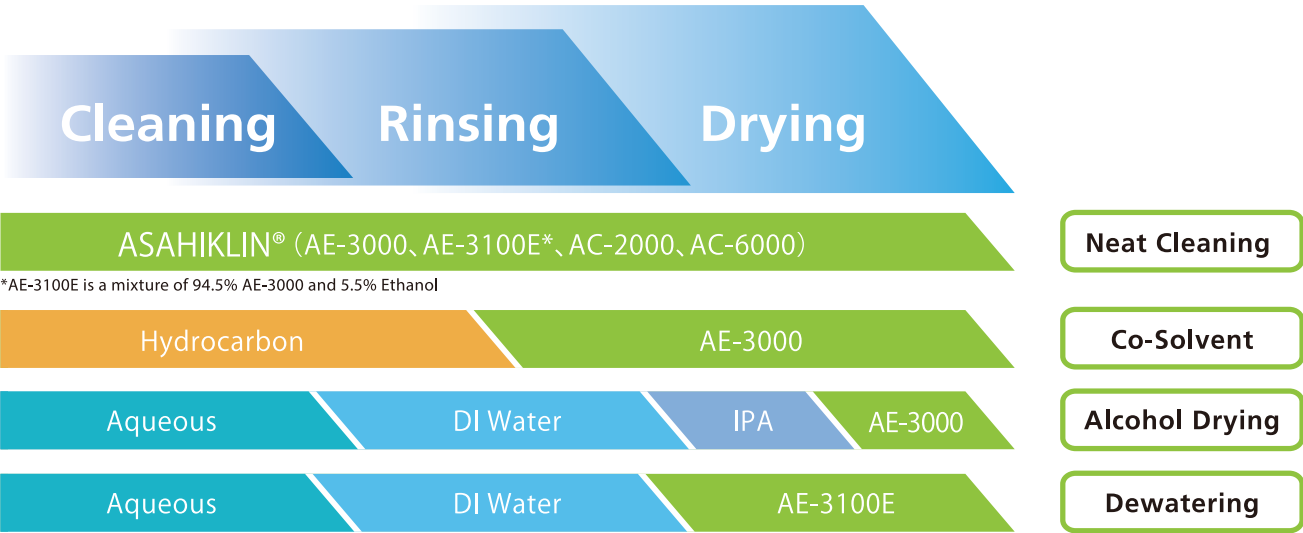 Cleaning Rinsing Drying
ASAHIKLIN®（AE-3000、AE-3100E*、AC-2000、AC-6000） Neat Cleaning
*AE-3100E is a mixture of 94.5% AE-3000 and 5.5% Ethanol
Hydrocarbon AE-3000 Co-Solvent
Aqueous DI Water IPA AE-3000 Alcohol Drying
Aqueous DI Water AE-3100E Dewatering